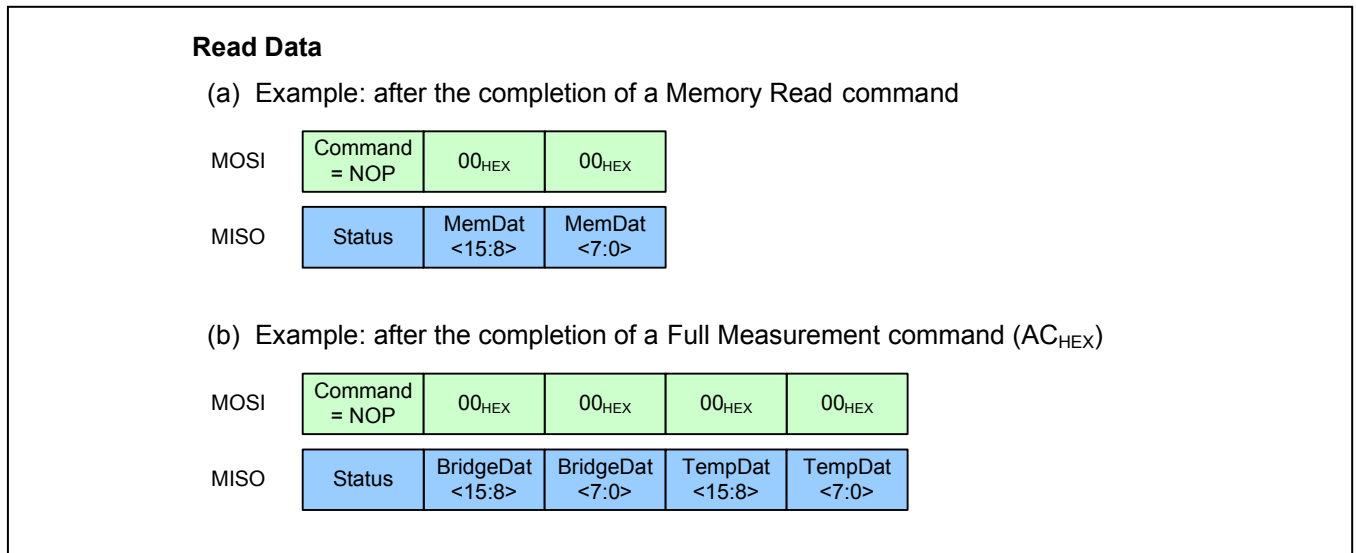 Read Data
(a) Example: after the completion of a Memory Read command
MOSI
Command
= NOP
00HEX
00HEX
MISO
Status
MemDat
<15:8>
MemDat
<7:0>
(b) Example: after the completion of a Full Measurement command (ACHEX)
MOSI
Command
= NOP
00HEX
00HEX
00HEX
00HEX
MISO
Status
BridgeDat
<15:8>
BridgeDat
<7:0>
TempDat
<15:8>
TempDat
<7:0>